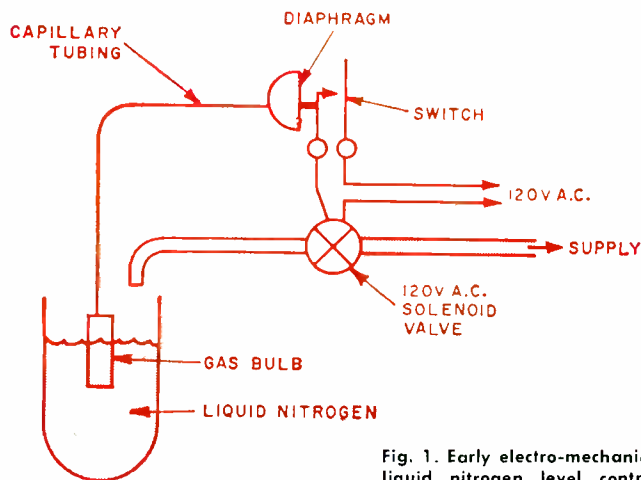 DIAPHRAGM
CAPILLARY
TUBING
SWITCH
120V A.C.
SUPPLY
120V A.C.
SOLENOID
VALVE
GAS BULB
LIQUID NITROGEN
Fig. 1. Early electro-mechani
liquid nitrogen level contr